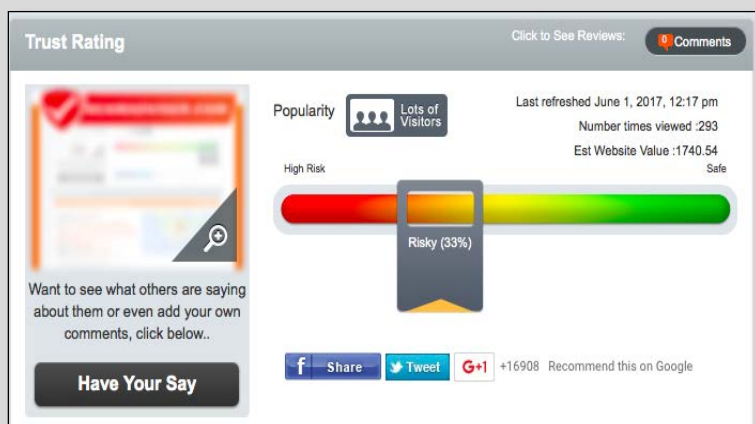 Trust Rating
Click to See Reviews:
0 Comments
Popularity
Lots of
Visitors
Last refreshed June 1, 2017, 12:17 pm
Number times viewed :293
Est Website Value :1740.54
High Risk
Safe
Risky (33%)
Want to see what others are saying
about them or even add your own
comments, click below..
Have Your Say
f Share
Tweet
G+1
+16908 Recommend this on Google